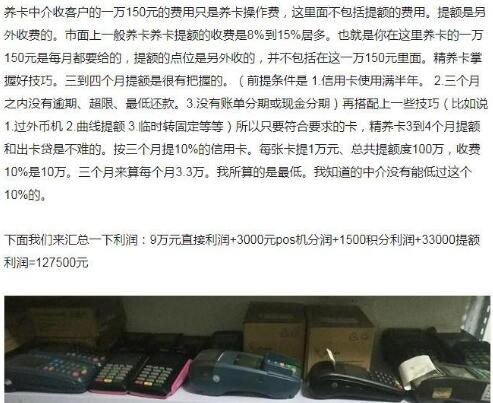 养卡中介收客户的一万150元的费用只是养卡操作费，这里面不包括提额的费用。提额是另
外收费的。市面上一般养卡养卡提额的收费是8%到15%居多。也就是你在这里养卡的一万
150元是每月都要给的，提额的点位是另外收的，并不包括在这一万150元里面。精养卡掌
握好技巧。三到四个月提额是很有把握的。（前提条件是 1.信用卡使用满半年。 2.三个月
之内没有逾期、超限、最低还款。3.没有账单分期或现金分期）再搭配上一些技巧（比如说
1.过外币机 2.曲线提额 3.临时转固定等等）所以只要符合要求的卡，精养卡3到4个月提额
和出卡贷是不难的。按三个月提10%的信用卡。每张卡提1万元、总共提额度100万，收费
10%是10万。三个月来算每个月3.3万。我所算的是最低。我知道的中介没有能低过这个
10%的。
下面我们来汇总一下利润：9万元直接利润+3000元pos机分润+1500积分利润+33000提额
利润=127500元